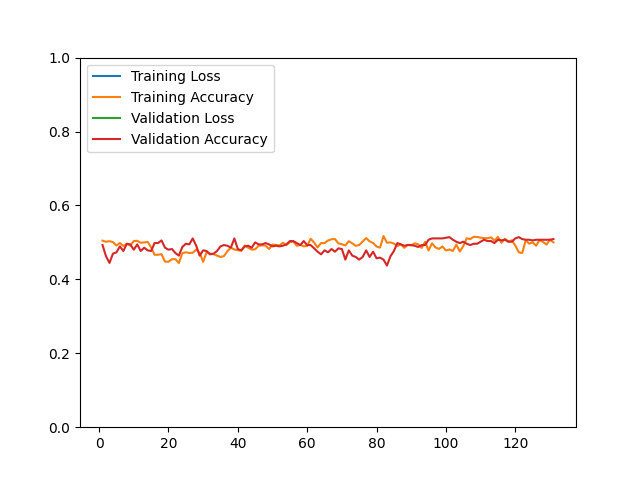 Training Loss
Training Accuracy
Validation Loss
Validation Accuracy
1.0
0.8
0.6
0.4
0.2
0.0
0 20 40 60 80 100 120